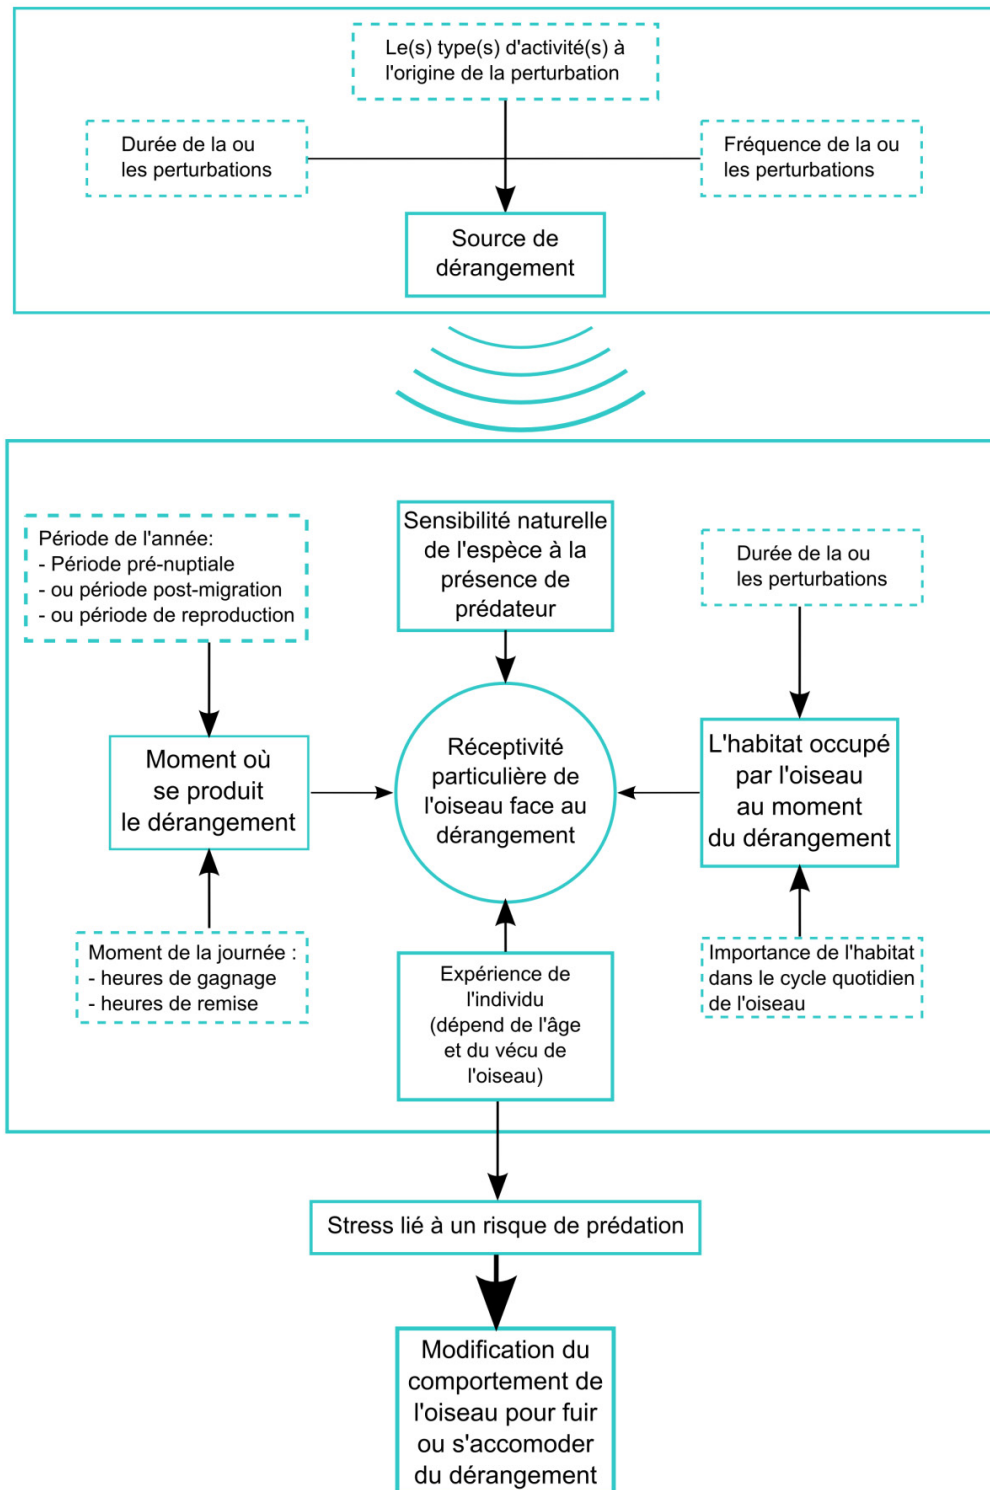 Le(s) type(s) d'activité(s) à
l'origine de la perturbation
Durée de la ou
les perturbations
Fréquence de la ou
les perturbations
Source de
dérangement
Période de l'année:
- Période pré-nuptiale
- ou période post-migration
- ou période de reproduction
Sensibilité naturelle
de l'espèce à la
présence de
prédateur
Durée de la ou
les perturbations
Moment où
se produit
le dérangement
Réceptivité
particulière de
l'oiseau face au
dérangement
L'habitat occupé
par l'oiseau
au moment
du dérangement
Moment de la journée :
- heures de gagnage
- heures de remise
Expérience de
l'individu
(dépend de l'âge
et du vécu de
l'oiseau)
Importance de l'habitat
dans le cycle quotidien
de l'oiseau
Stress lié à un risque de prédation
Modification du
comportement de
l'oiseau pour fuir
ou s'accomoder
du dérangement